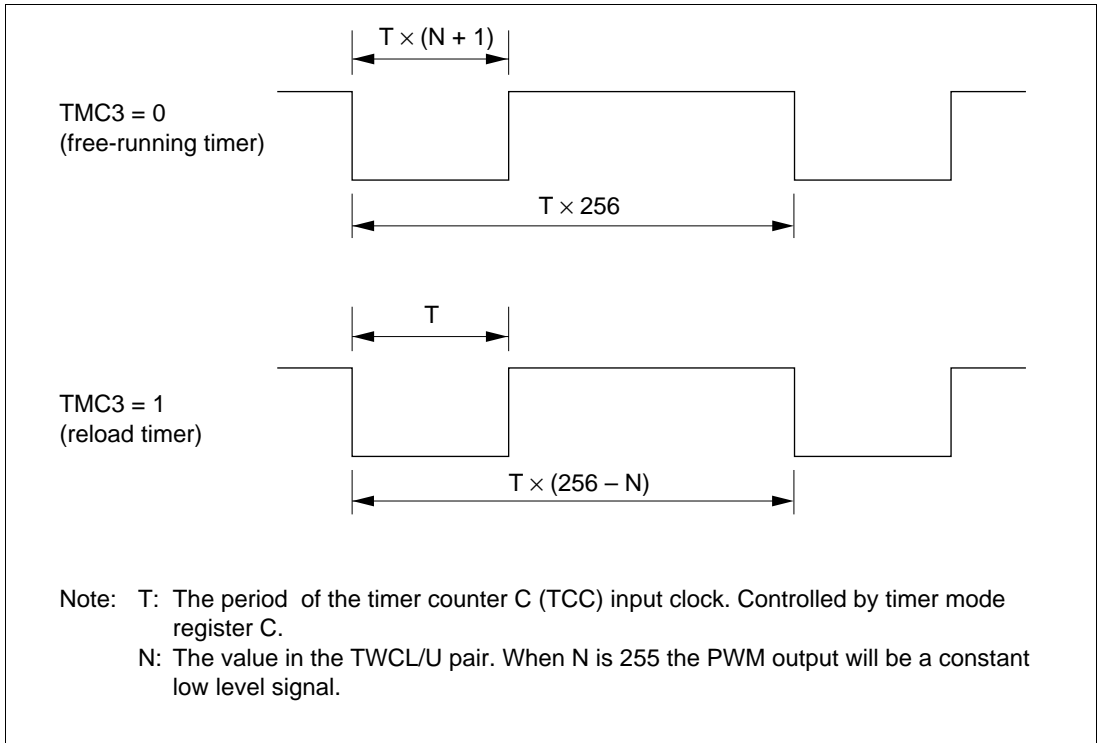 T × (N + 1)
TMC3 = 0
(free-running timer)
T × 256
T
TMC3 = 1
(reload timer)
T × (256 – N)
Note: T: The period of the timer counter C (TCC) input clock. Controlled by timer mode
register C.
N: The value in the TWCL/U pair. When N is 255 the PWM output will be a constant
low level signal.